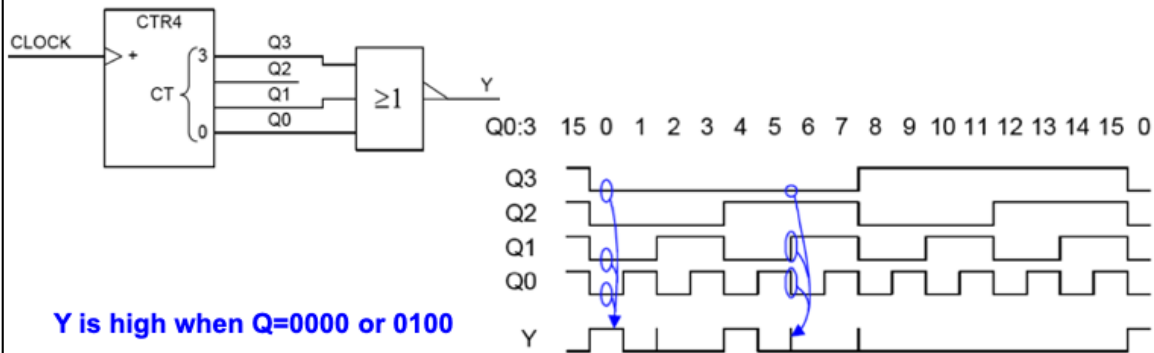 CTR4
CLOCK
+
3
Q3
Q2
CT
Q1
0
Q0
≥1
Y
Q0:3 15 0 1 2 3 4 5 6 7 8 9 10 11 12 13 14 15 0
Q3
Q2
Q1
Q0
Y is high when Q=0000 or 0100
Y